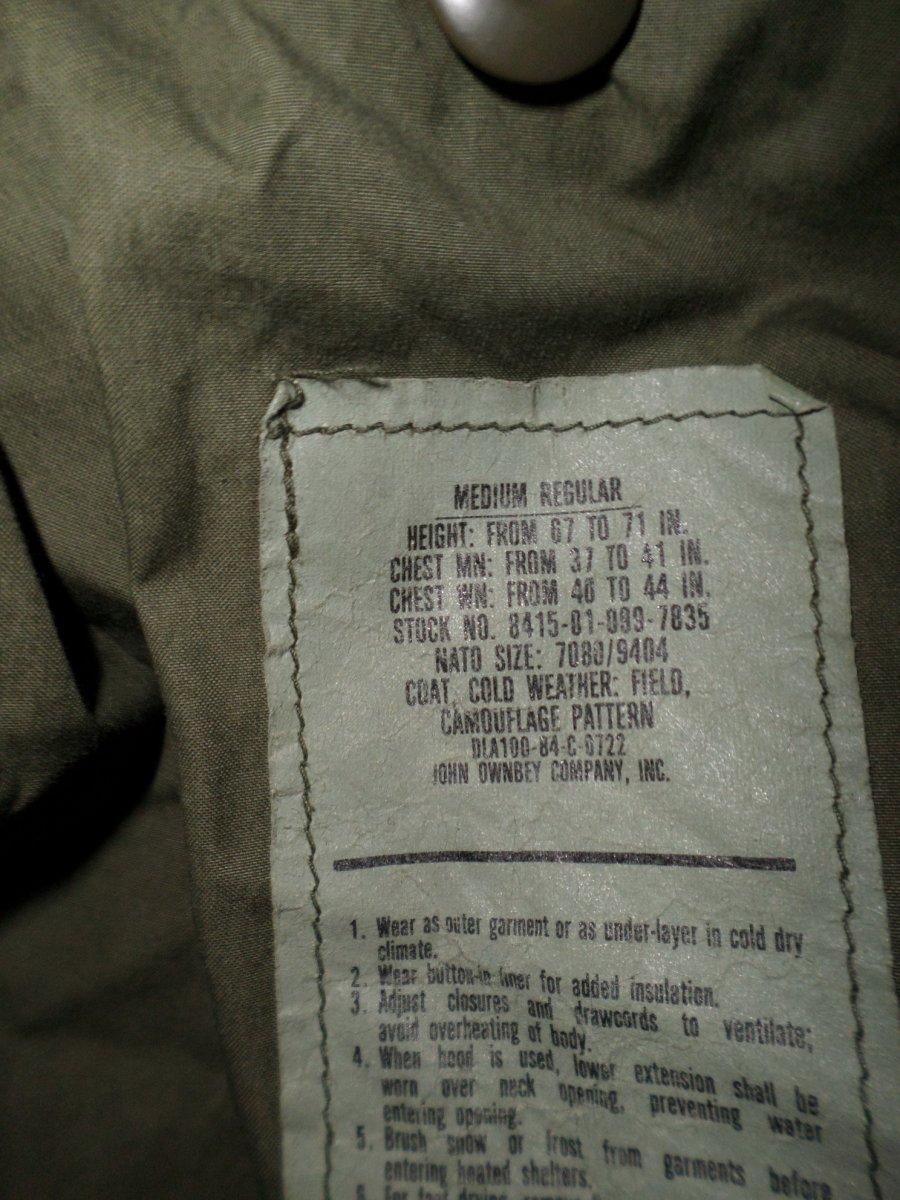 MEDIUM REGULAR
HEIGHT: FROM 67 TO 71 IN.
CHEST MN: FROM 37 TO 41 IN.
CHEST WN: FROM 40 TO 44 IN.
STOCK NO. 8415-01-099-7835
NATO SIZE: 7080/9404
COAT, COLD WEATHER: FIELD,
CAMOUFLAGE PATTERN
DLA100-84-C-0722
JOHN OWNBEY COMPANY, INC.
1. Wear as outer garment or as under-layer in cold dry
climate.
2. Wear button-in liner for added insulation.
3. Adjust closures and drawcords to ventilate;
avoid overheating of body.
4. When hood is used, lower extension shall be
worn over neck opening, preventing water
entering opening.
5. Brush snow or frost from garments before
entering heated shelters.